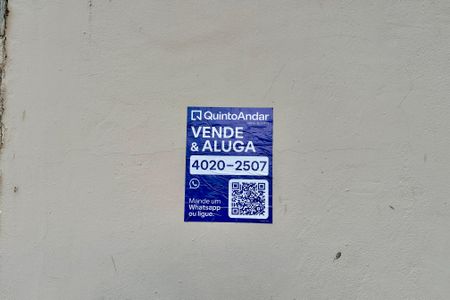 QuintoAndar
VENDE
& ALUGA
4020-2507
Mande um
Whatsapp
ou ligue.